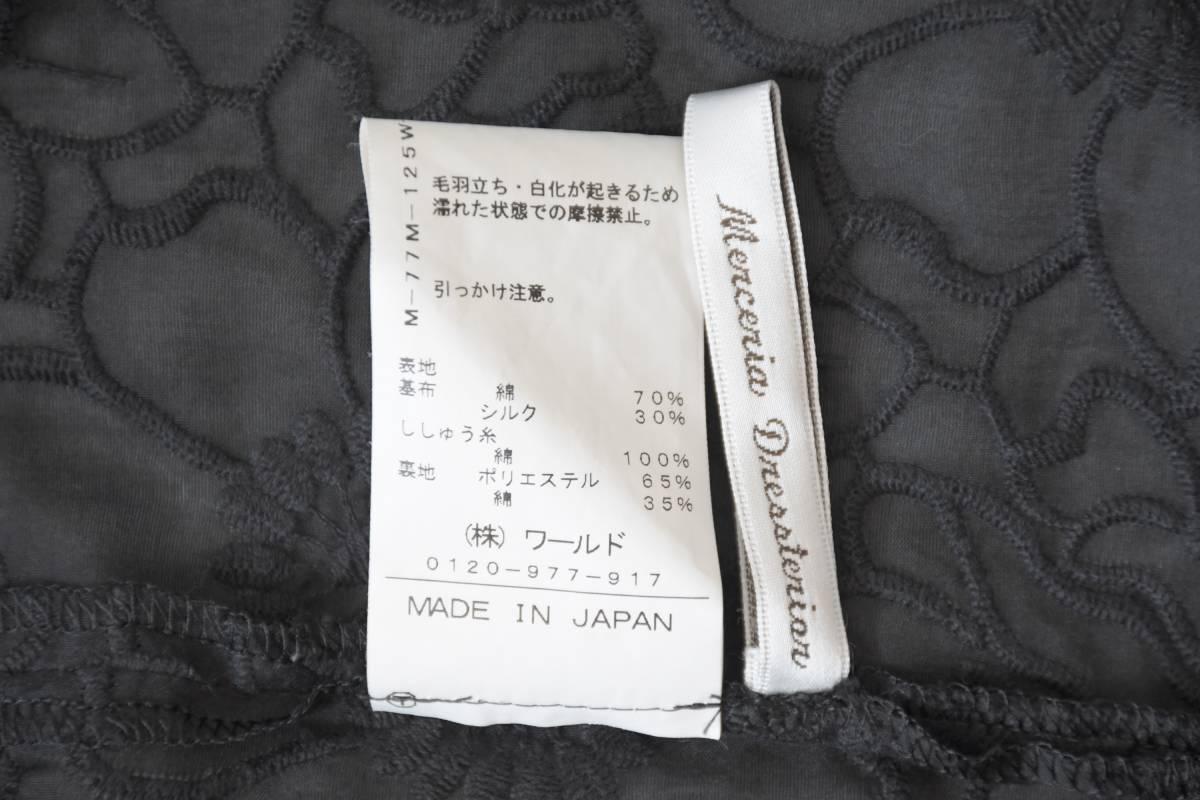 M-77M-125W
毛羽立ち・白化が起きるため
濡れた状態での摩擦禁止。
引っかけ注意。
表地
基布 綿 70%
シルク 30%
ししゅう糸
綿 100%
裏地 ポリエステル 65%
綿 35%
(株) ワールド
0120-977-917
MADE IN JAPAN
Merceria Dressterior